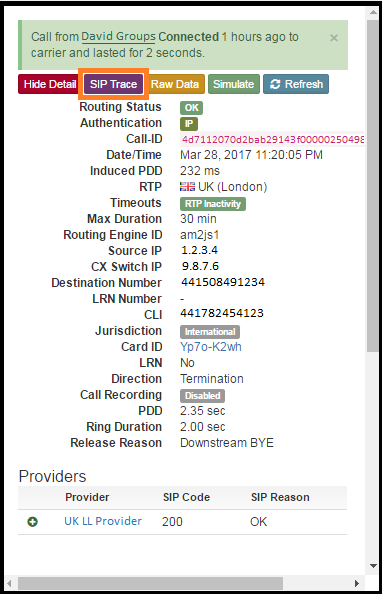 Call from David Groups Connected 1 hours ago to ×
carrier and lasted for 2 seconds.
Hide Detail SIP Trace Raw Data Simulate Refresh
Routing Status OK
Authentication IP
Call-ID 4d7112070d2bab29143f00000250498
Date/Time Mar 28, 2017 11:20:05 PM
Induced PDD 232 ms
RTP UK (London)
Timeouts RTP Inactivity
Max Duration 30 min
Routing Engine ID am2js1
Source IP 1.2.3.4
CX Switch IP 9.8.7.6
Destination Number 441508491234
LRN Number -
CLI 441782454123
Jurisdiction International
Card ID Yp7o-K2wh
LRN No
Direction Termination
Call Recording Disabled
PDD 2.35 sec
Ring Duration 2.00 sec
Release Reason Downstream BYE
Providers
Provider SIP Code SIP Reason
UK LL Provider 200 OK